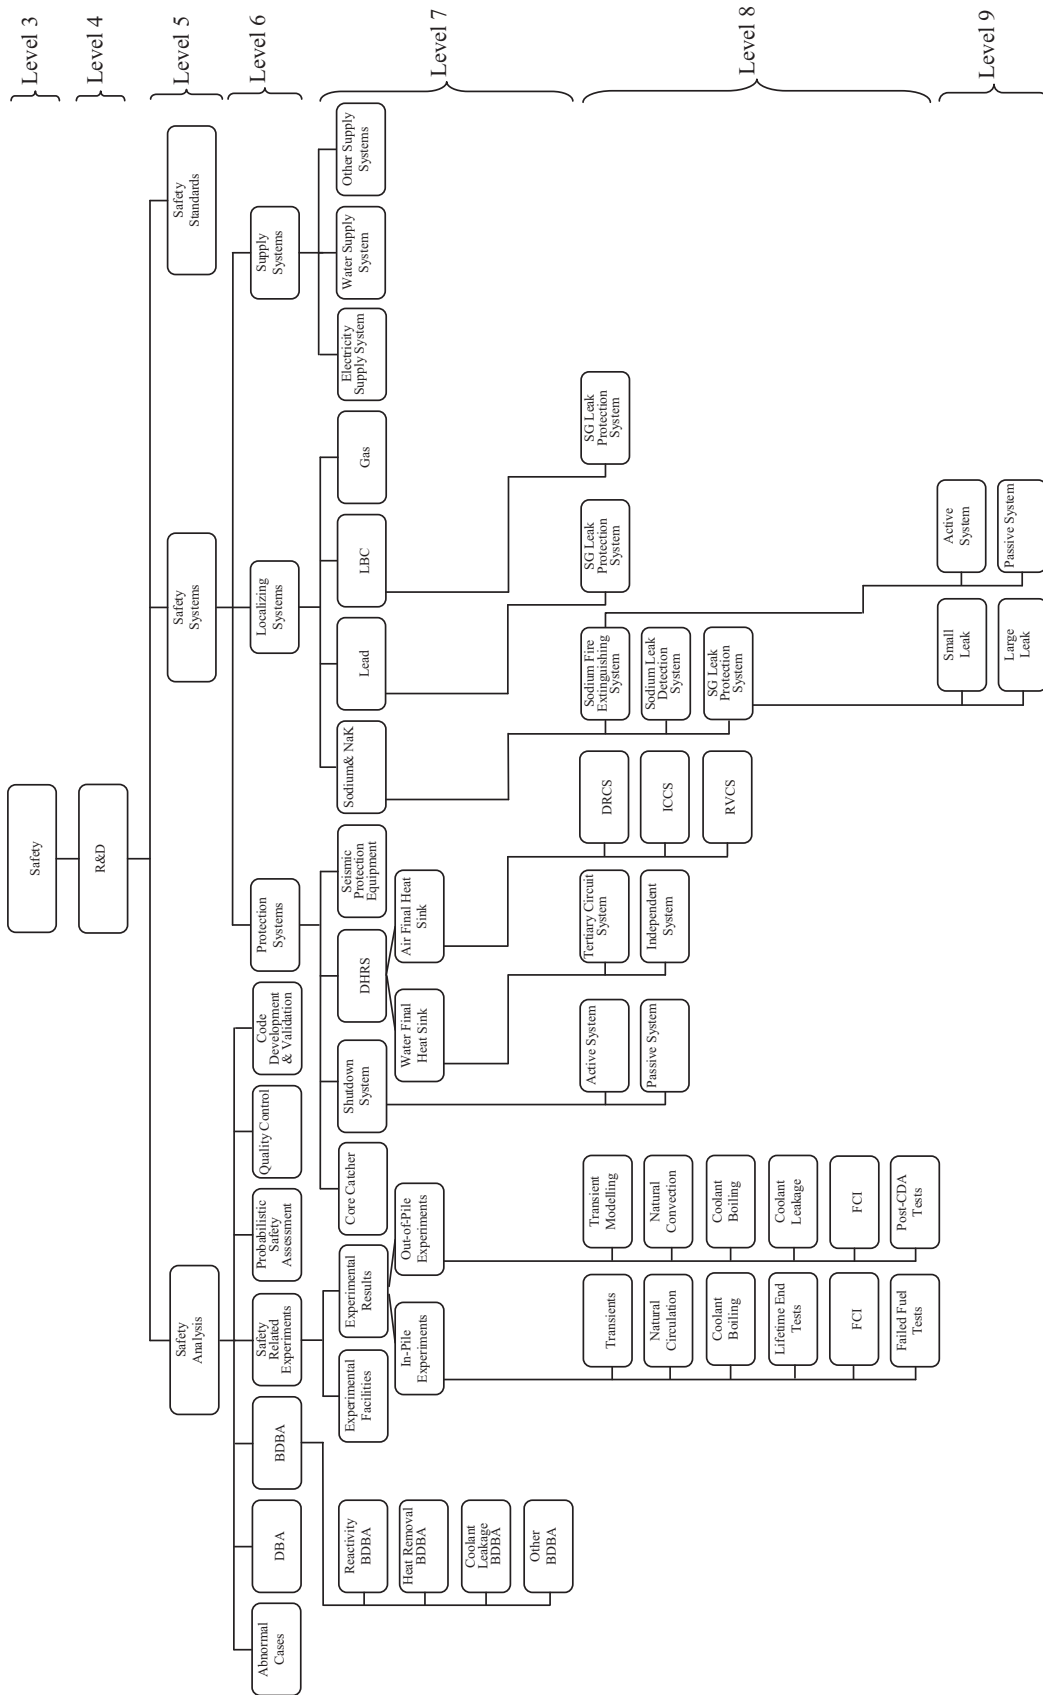 Safety
Level 3
R&D
Level 4
Safety
Analysis
Safety
Systems
Safety
Standards
Level 5
Abnormal
Cases
DBA
BDBA
Safety
Related
Experiments
Probabilistic
Safety
Assessment
Quality Control
Code
Development
& Validation
Protection
Systems
Localizing
Systems
Supply
Systems
Level 6
Reactivity
BDBA
Heat Removal
BDBA
Coolant
Leakage
BDBA
Other
BDBA
Experimental
Facilities
Experimental
Results
In-Pile
Experiments
Out-of-Pile
Experiments
Core Catcher
Shutdown
System
DHRS
Seismic
Protection
Equipment
Water Final
Heat Sink
Air Final Heat
Sink
Sodium& NaK
Lead
LBC
Gas
Electricity
Supply System
Water Supply
System
Other Supply
Systems
Level 7
Transients
Natural
Circulation
Coolant
Boiling
Lifetime End
Tests
FCI
Failed Fuel
Tests
Transient
Modelling
Natural
Convection
Coolant
Boiling
Coolant
Leakage
FCI
Post-CDA
Tests
Active System
Passive System
Tertiary Circuit
System
Independent
System
DRCS
ICCS
RVCS
Sodium Fire
Extinguishing
System
Sodium Leak
Detection
System
SG Leak
Protection
System
SG Leak
Protection
System
SG Leak
Protection
System
Level 8
Small
Leak
Large
Leak
Active
System
Passive System
Level 9